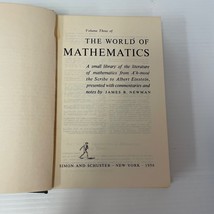 Volume Three of
THE WORLD OF
MATHEMATICS
A small library of the literature
of mathematics from A'h-mosé
the Scribe to Albert Einstein,
presented with commentaries and
notes by JAMES R. NEWMAN
SIMON AND SCHUSTER · NEW YORK · 1956